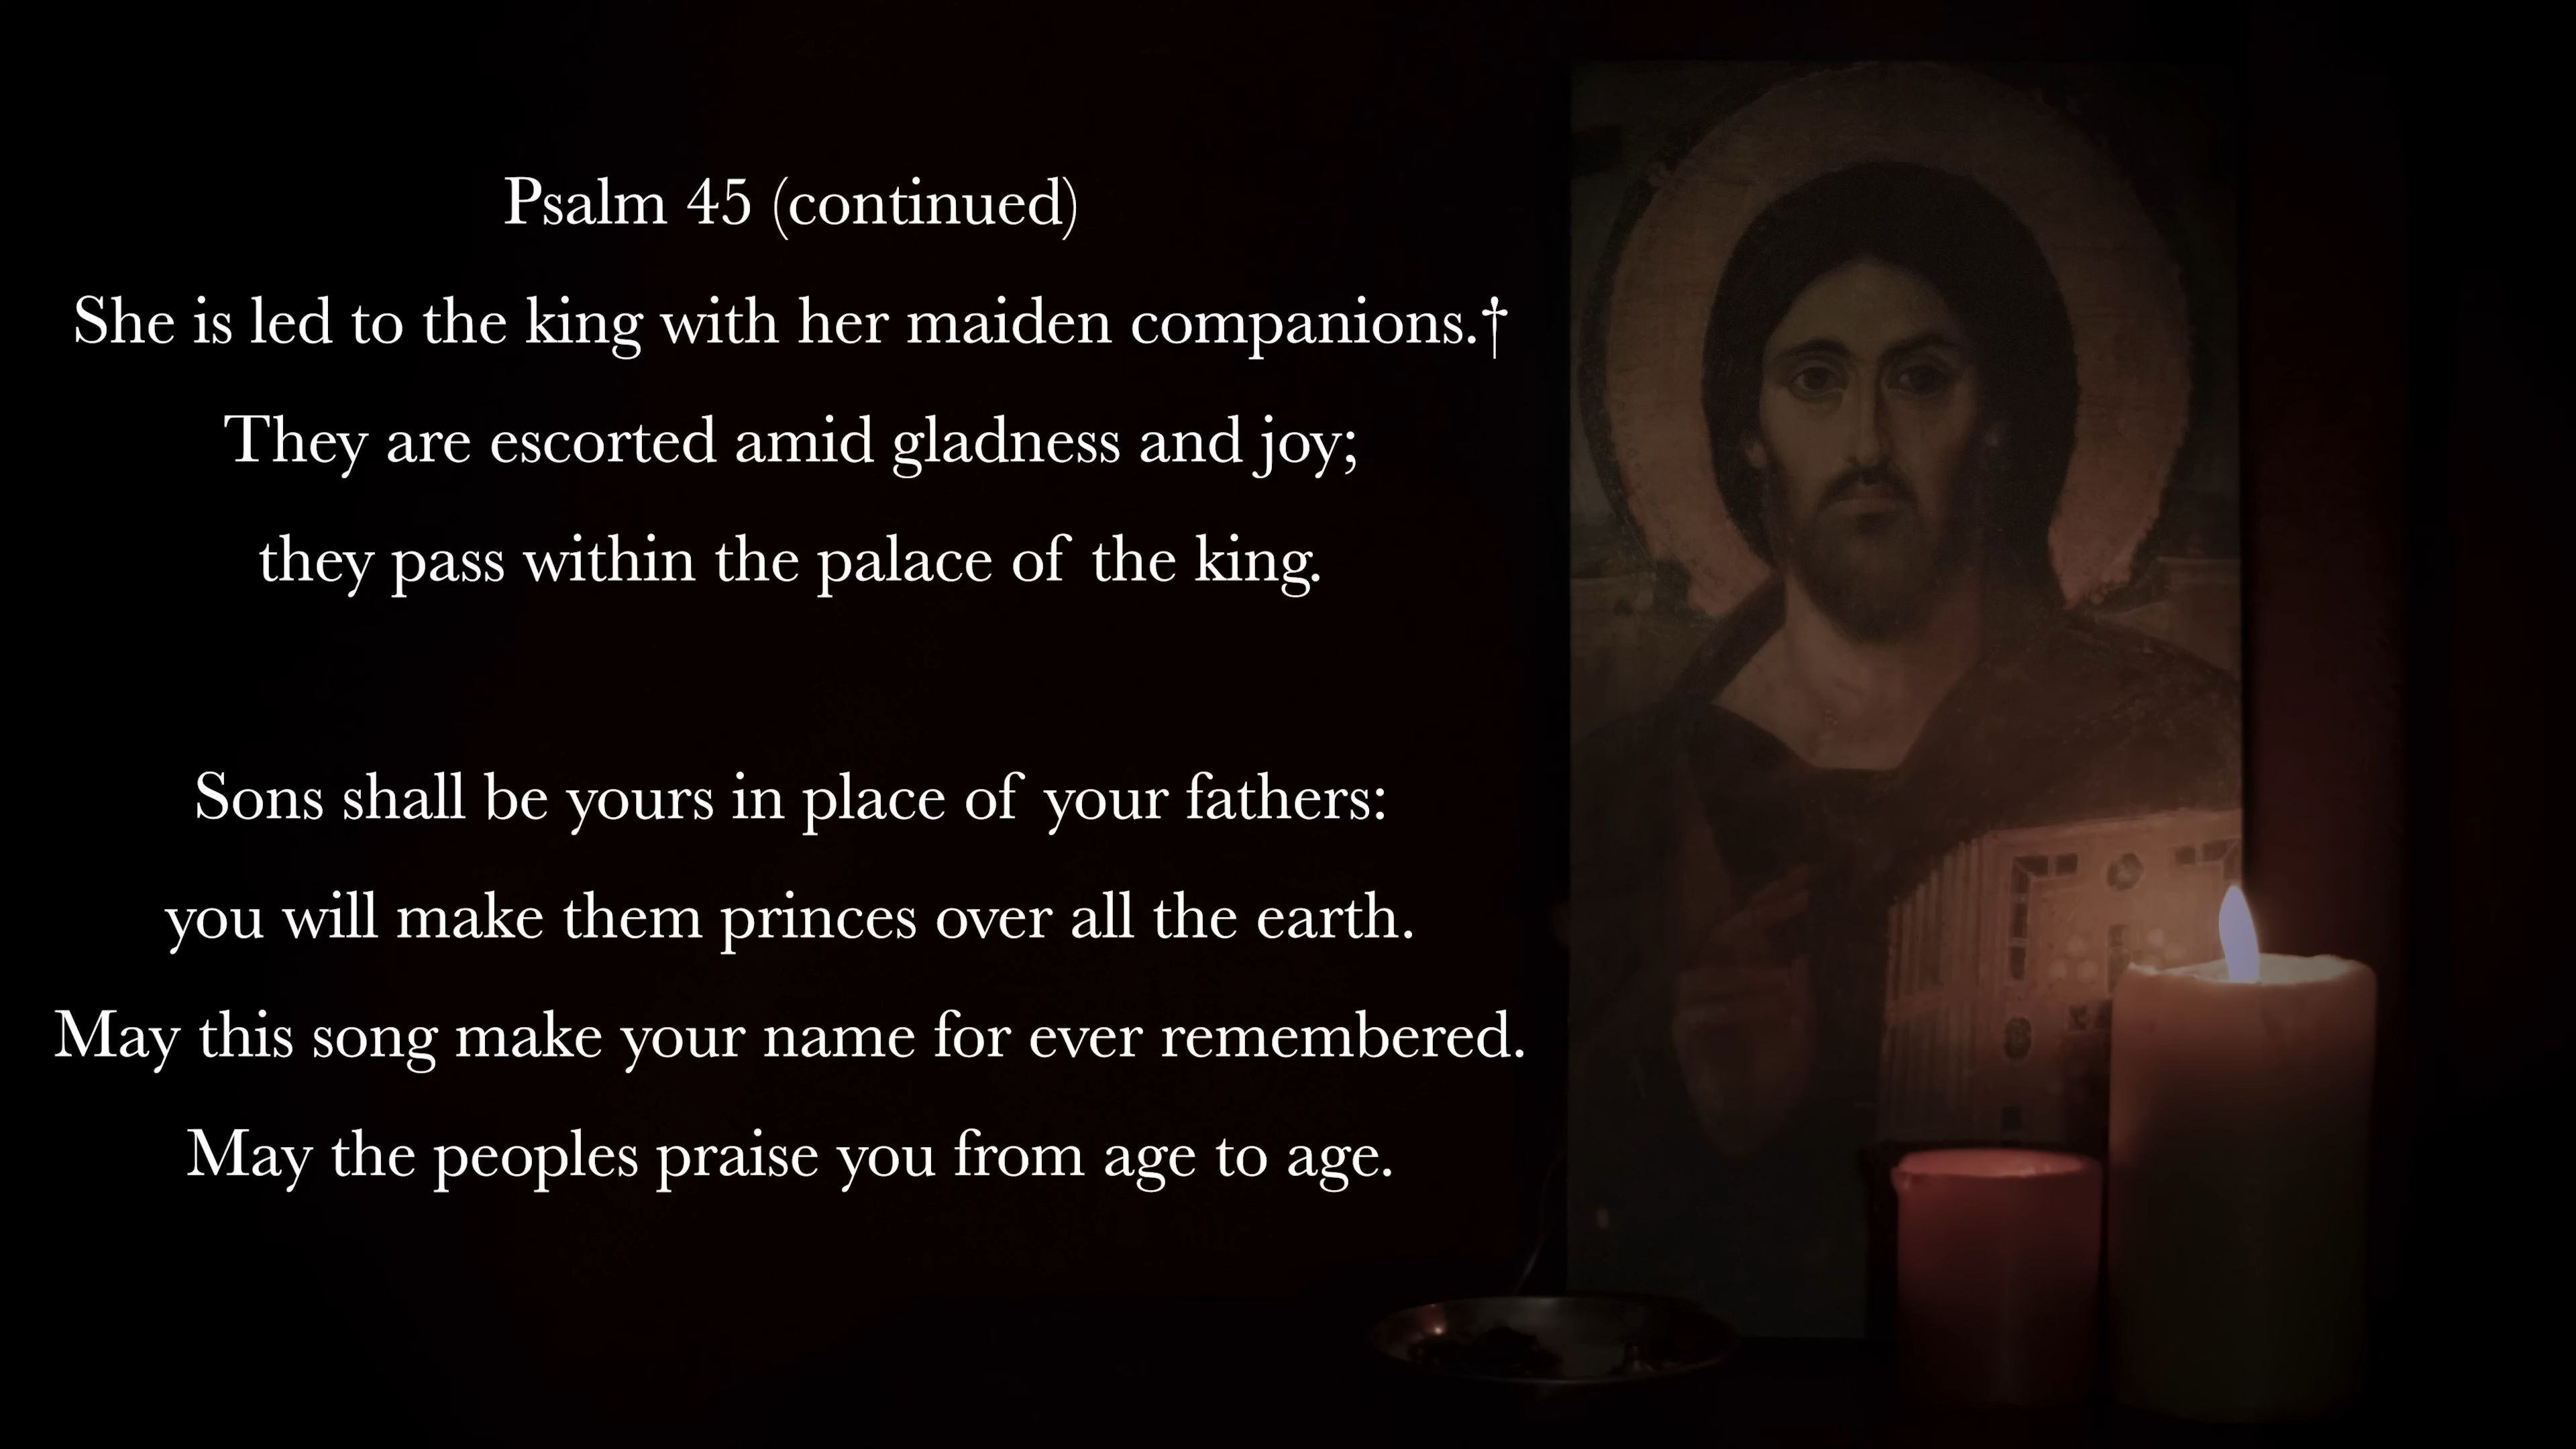 Psalm 45 (continued)
She is led to the king with her maiden companions.†
They are escorted amid gladness and joy;
they pass within the palace of the king.
Sons shall be yours in place of your fathers:
you will make them princes over all the earth.
May this song make your name for ever remembered.
May the peoples praise you from age to age.